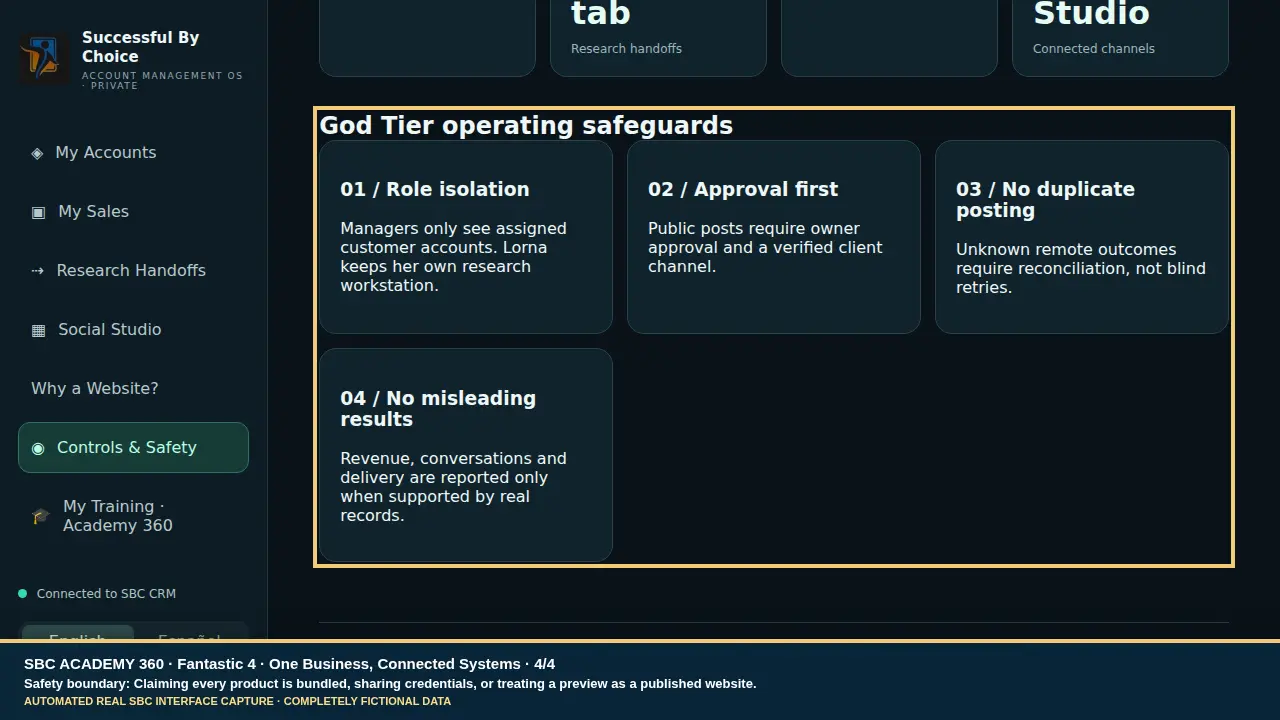 Successful By
Choice
ACCOUNT MANAGEMENT OS
· PRIVATE
◈ My Accounts
▣ My Sales
⇢ Research Handoffs
▦ Social Studio
Why a Website?
◉ Controls & Safety
🎓 My Training ·
Academy 360
Connected to SBC CRM
English Español
tab
Research handoffs
Studio
Connected channels
God Tier operating safeguards
01 / Role isolation
Managers only see assigned
customer accounts. Lorna
keeps her own research
workstation.
02 / Approval first
Public posts require owner
approval and a verified client
channel.
03 / No duplicate
posting
Unknown remote outcomes
require reconciliation, not blind
retries.
04 / No misleading
results
Revenue, conversations and
delivery are reported only
when supported by real
records.
SBC ACADEMY 360 · Fantastic 4 · One Business, Connected Systems · 4/4
Safety boundary: Claiming every product is bundled, sharing credentials, or treating a preview as a published website.
AUTOMATED REAL SBC INTERFACE CAPTURE · COMPLETELY FICTIONAL DATA